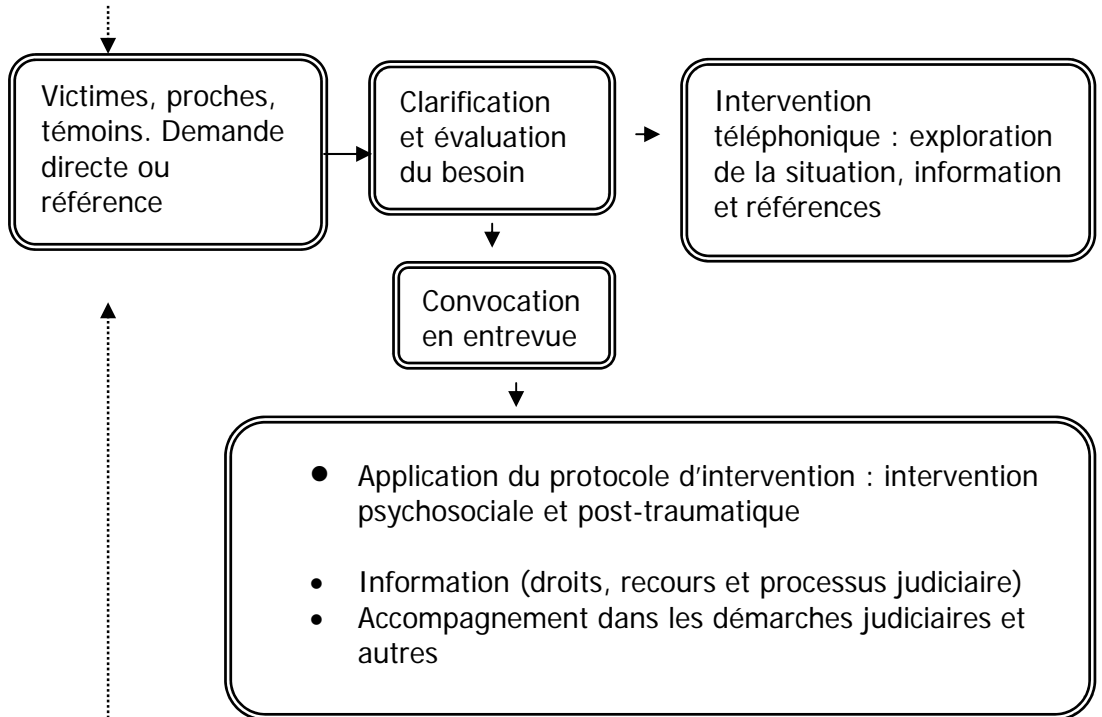 Victimes, proches,
témoins. Demande
directe ou
référence
Clarification
et évaluation
du besoin
Intervention
téléphonique : exploration
de la situation, information
et références
Convocation
en entrevue
• Application du protocole d'intervention : intervention
psychosociale et post-traumatique
• Information (droits, recours et processus judiciaire)
• Accompagnement dans les démarches judiciaires et
autres